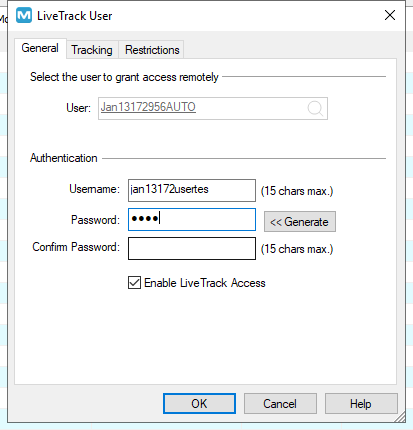 Mo
M LiveTrack User
General Tracking Restrictions
Select the user to grant access remotely
User: Jan13172956AUTO
Authentication
Username: jan13172usertes (15 chars max.)
Password: ●●●● << Generate
Confirm Password: (15 chars max.)
Enable LiveTrack Access
OK Cancel Help